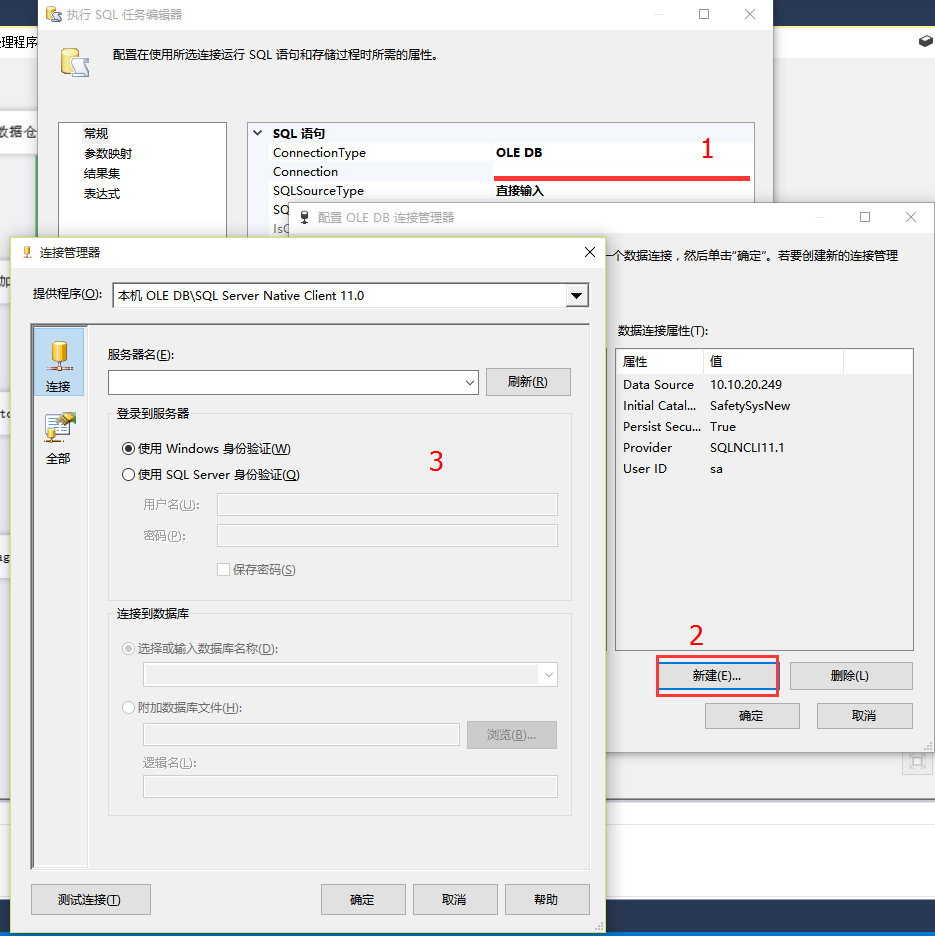 执行 SQL 任务编辑器
理程序
配置在使用所选连接运行 SQL 语句和存储过程时所需的属性。
数据仓
常规
参数映射
结果集
表达式
SQL 语句
ConnectionType OLE DB
1
Connection
SQLSourceType 直接输入
SQ
IsQ
配置 OLE DB 连接管理器
一个数据连接，然后单击“确定”。若要创建新的连接管理
数据连接属性(T):
属性 值
Data Source 10.10.20.249
Initial Catal... SafetySysNew
Persist Secu... True
Provider SQLNCLI11.1
User ID sa
2
新建(E)...
删除(L)
确定
取消
连接管理器
提供程序(O): 本机 OLE DB\SQL Server Native Client 11.0
连接
全部
服务器名(E):
刷新(R)
登录到服务器
使用 Windows 身份验证(W)
使用 SQL Server 身份验证(Q)
3
用户名(U):
密码(P):
保存密码(S)
连接到数据库
选择或输入数据库名称(D):
附加数据库文件(H):
浏览(B)...
逻辑名(L):
测试连接(T)
确定
取消
帮助